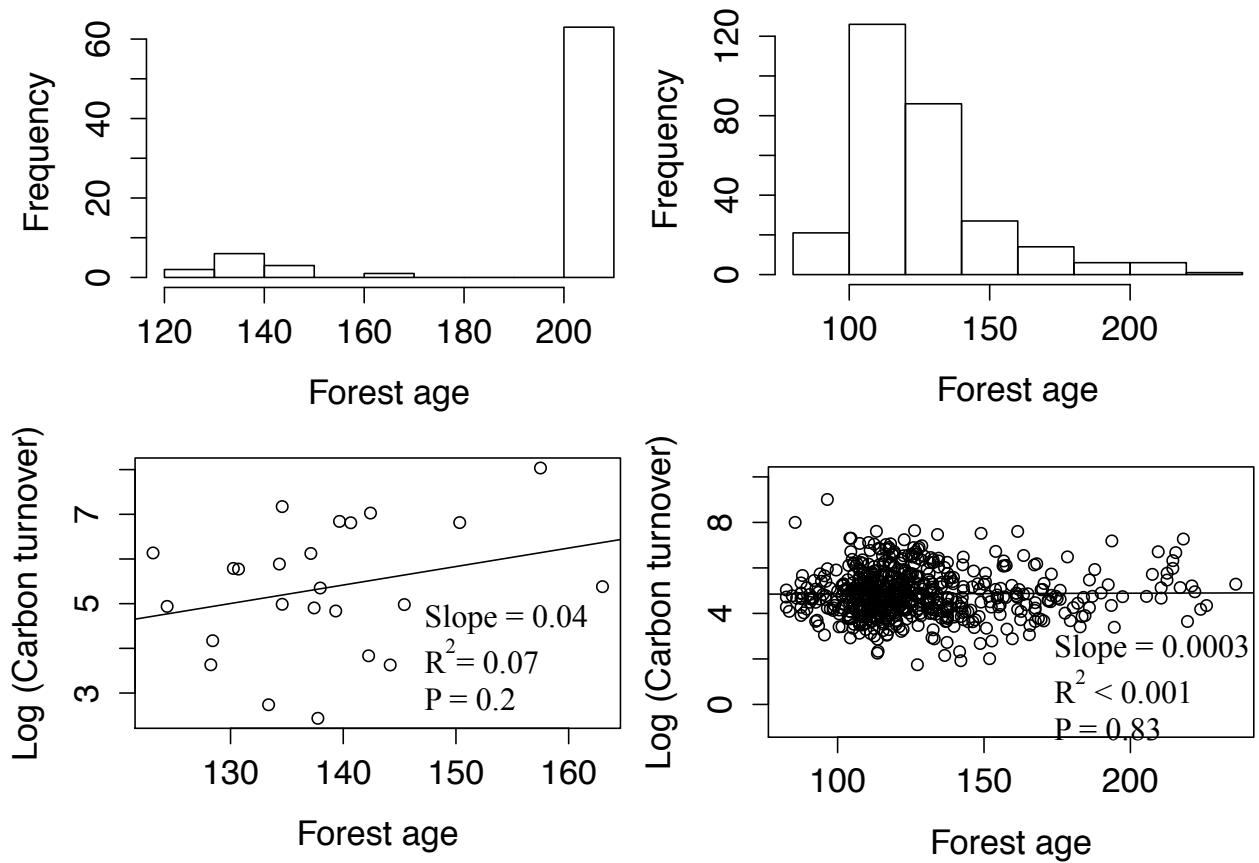 Frequency
60
40
20
0
120 140 160 180 200
Forest age
Frequency
120
80
40
0
100 150 200
Forest age
Log (Carbon turnover)
7
5
3
Slope = 0.04
R2= 0.07
P = 0.2
130 140 150 160
Forest age
Log (Carbon turnover)
8
4
0
Slope = 0.0003
R2 < 0.001
P = 0.83
100 150 200
Forest age